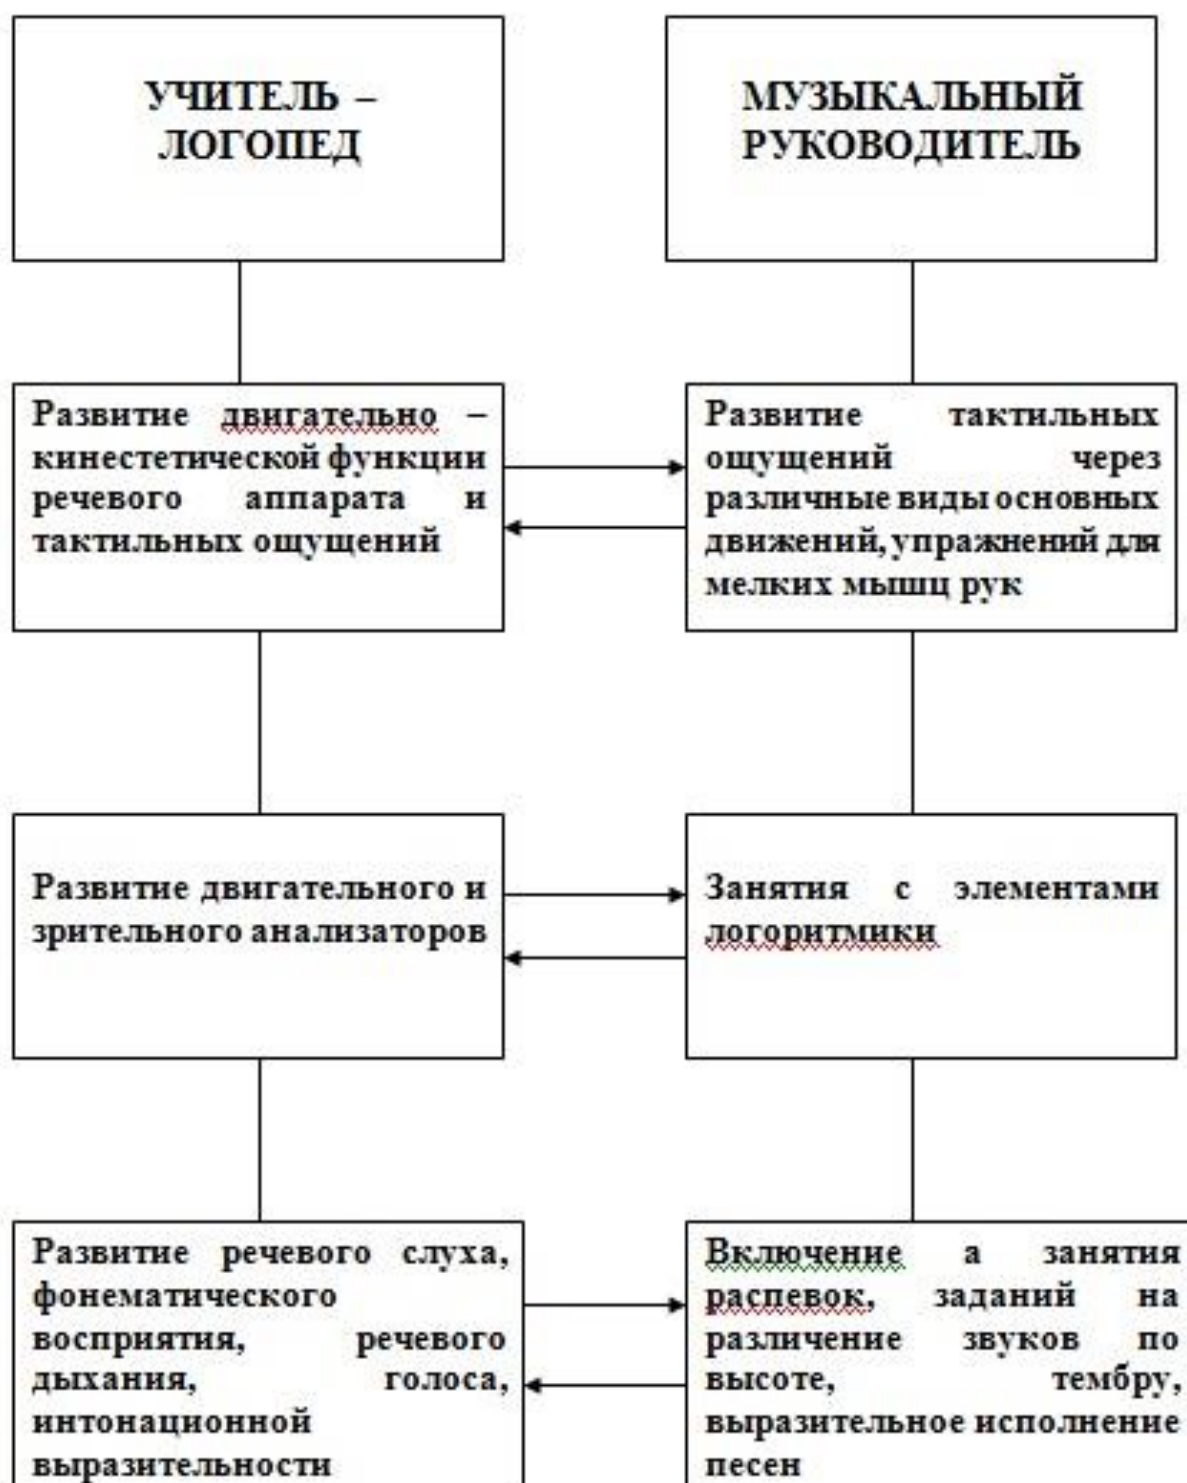 УЧИТЕЛЬ –
ЛОГОПЕД
МУЗЫКАЛЬНЫЙ
РУКОВОДИТЕЛЬ
Развитие двигательно –
кинестетической функции
речевого аппарата и
тактильных ощущений
Развитие тактильных
ощущений через
различные виды основных
движений, упражнений для
мелких мышц рук
Развитие двигательного и
зрительного анализаторов
Занятия с элементами
логоритмики
Развитие речевого слуха,
фонематического
восприятия, речевого
дыхания, голоса,
интонационной
выразительности
Включение а занятия
распевок, заданий на
различение звуков по
высоте, тембру,
выразительное исполнение
песен